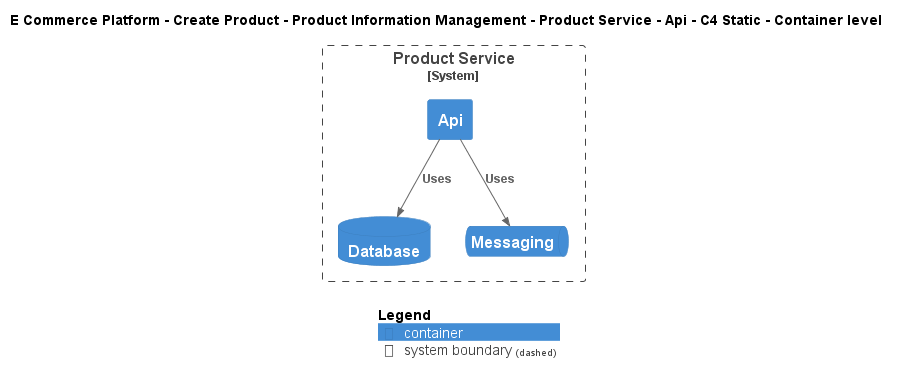 E Commerce Platform - Create Product - Product Information Management - Product Service - Api - C4 Static - Container level
Product Service
[System]
Api
Uses
Uses
Database
Messaging
Legend
container
system boundary (dashed)